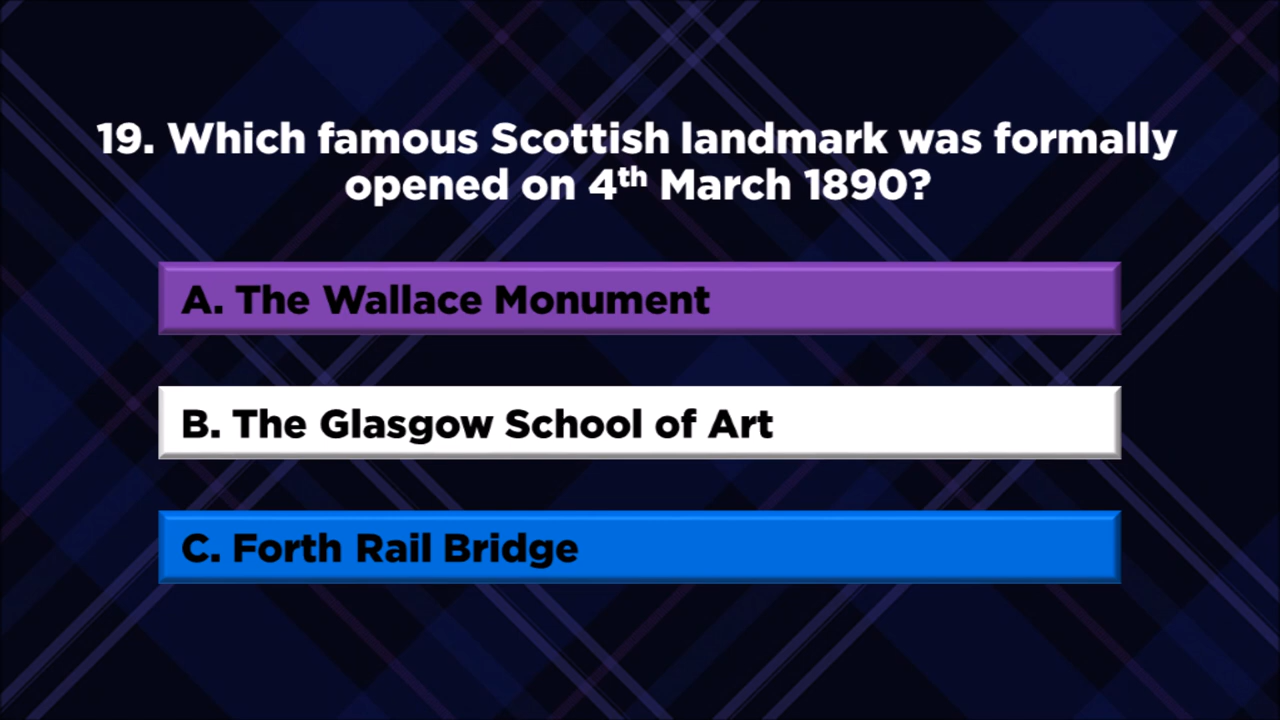 19. Which famous Scottish landmark was formally
opened on 4th March 1890?
A. The Wallace Monument
B. The Glasgow School of Art
C. Forth Rail Bridge